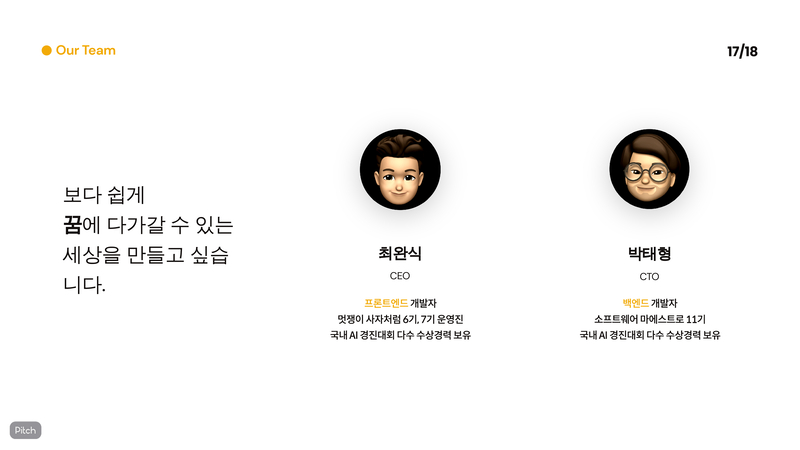 Our Team
17/18
보다 쉽게
꿈에 다가갈 수 있는
세상을 만들고 싶습
니다.
최완식
CEO
프론트엔드 개발자
멋쟁이 사자처럼 6기, 7기 운영진
국내 AI 경진대회 다수 수상경력 보유
박태형
CTO
백엔드 개발자
소프트웨어 마에스트로 11기
국내 AI 경진대회 다수 수상경력 보유
Pitch